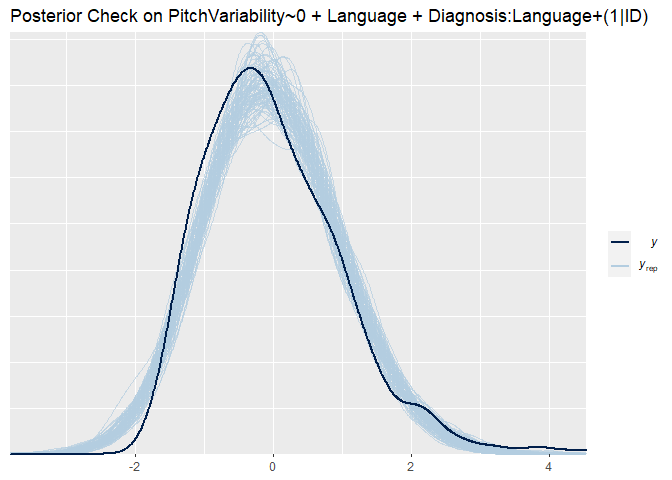 Posterior Check on PitchVariability~0 + Language + Diagnosis:Language+(1|ID)
y
yrep
-2
0
2
4